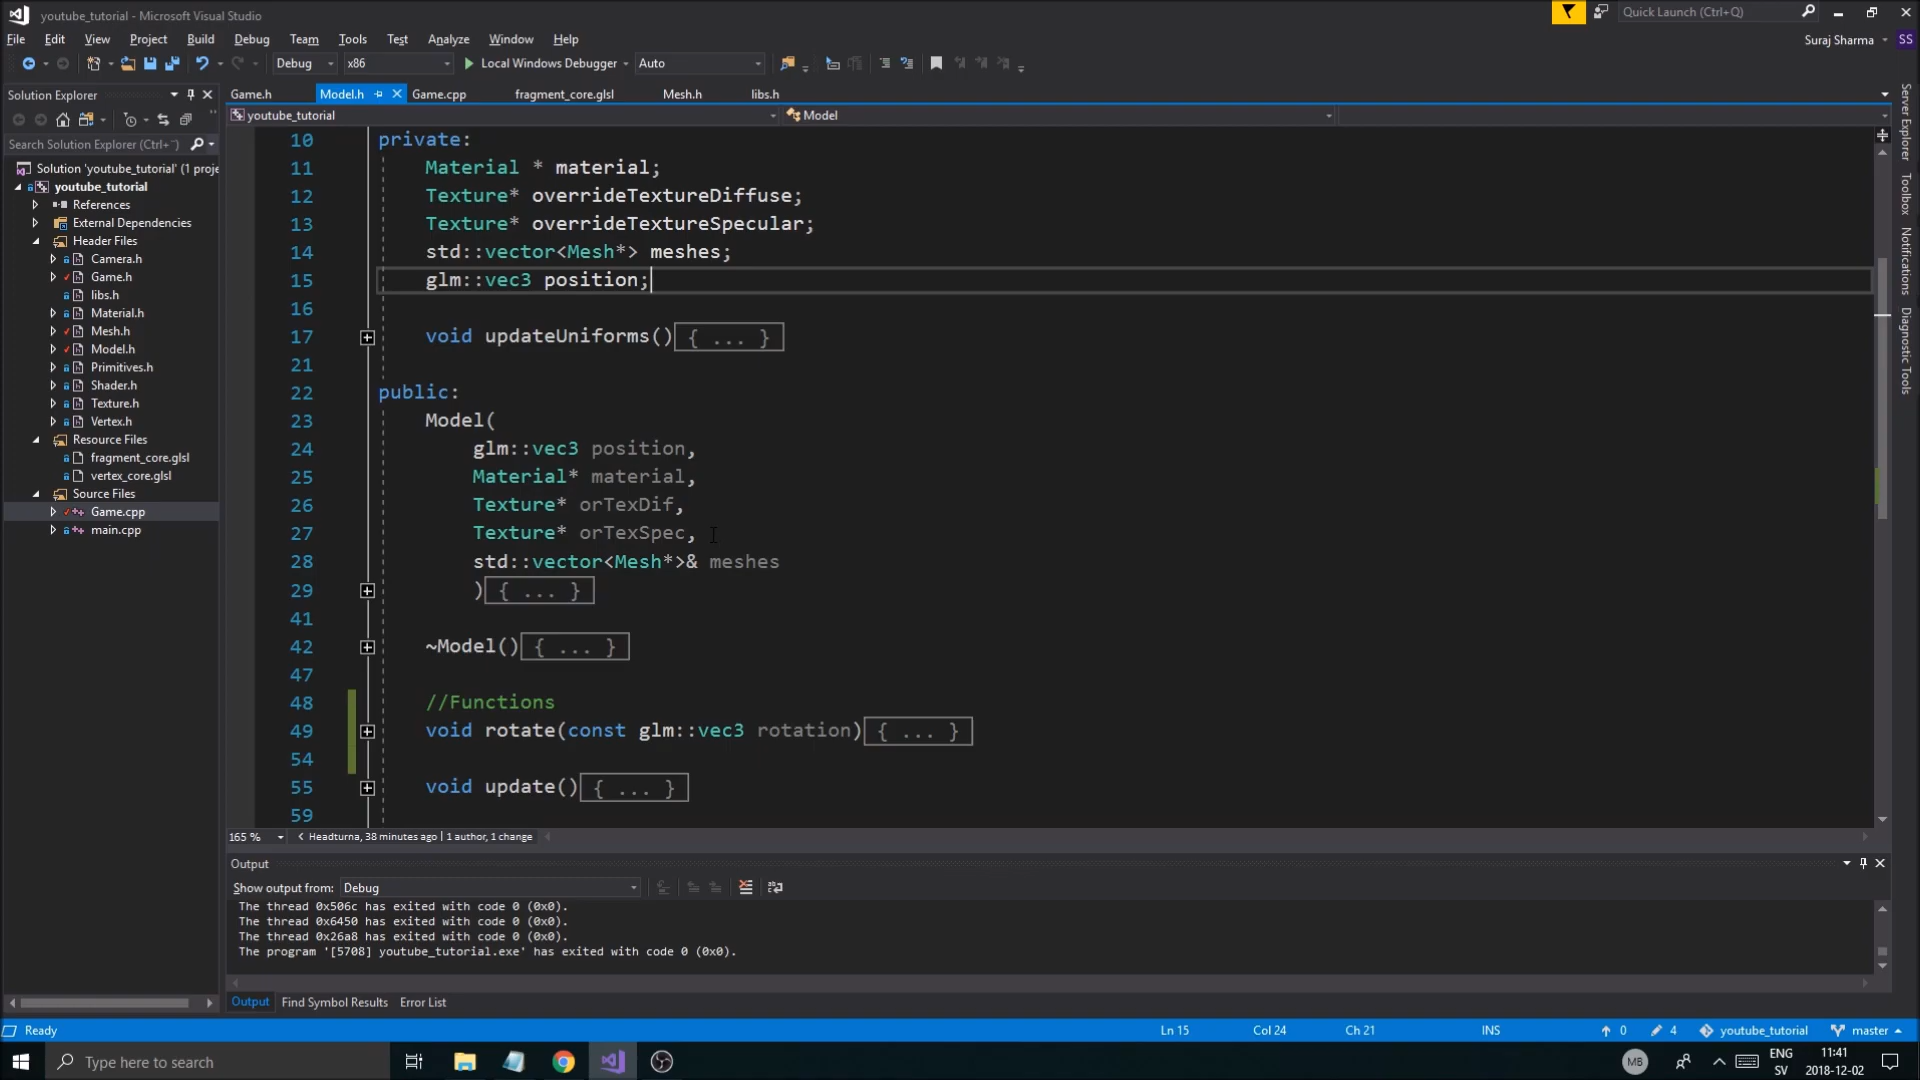 youtube_tutorial - Microsoft Visual Studio
Quick Launch (Ctrl+Q)
File Edit View Project Build Debug Team Tools Test Analyze Window Help
Suraj Sharma SS
Debug x86 Local Windows Debugger Auto
Solution Explorer
Game.h Model.h Game.cpp fragment_core.glsl Mesh.h libs.h
youtube_tutorial Model
Search Solution Explorer (Ctrl+¨)
Solution 'youtube_tutorial' (1 proje
youtube_tutorial
References
External Dependencies
Header Files
Camera.h
Game.h
libs.h
Material.h
Mesh.h
Model.h
Primitives.h
Shader.h
Texture.h
Vertex.h
Resource Files
fragment_core.glsl
vertex_core.glsl
Source Files
Game.cpp
main.cpp
10 private:
11 Material * material;
12 Texture* overrideTextureDiffuse;
13 Texture* overrideTextureSpecular;
14 std::vector<Mesh*> meshes;
15 glm::vec3 position;
16
17 void updateUniforms(){ ... }
21
22 public:
23 Model(
24 glm::vec3 position,
25 Material* material,
26 Texture* orTexDif,
27 Texture* orTexSpec,
28 std::vector<Mesh*>& meshes
29 ){ ... }
41
42 ~Model(){ ... }
47
48 //Functions
49 void rotate(const glm::vec3 rotation){ ... }
54
55 void update(){ ... }
59
165 % Headturna, 38 minutes ago | 1 author, 1 change
Server Explorer
Toolbox
Notifications
Diagnostic Tools
Output
Show output from: Debug
The thread 0x506c has exited with code 0 (0x0).
The thread 0x6450 has exited with code 0 (0x0).
The thread 0x26a8 has exited with code 0 (0x0).
The program '[5708] youtube_tutorial.exe' has exited with code 0 (0x0).
Output Find Symbol Results Error List
Ready Ln 15 Col 24 Ch 21 INS 0 4 youtube_tutorial master
Type here to search
MB
ENG
SV
11:41
2018-12-02